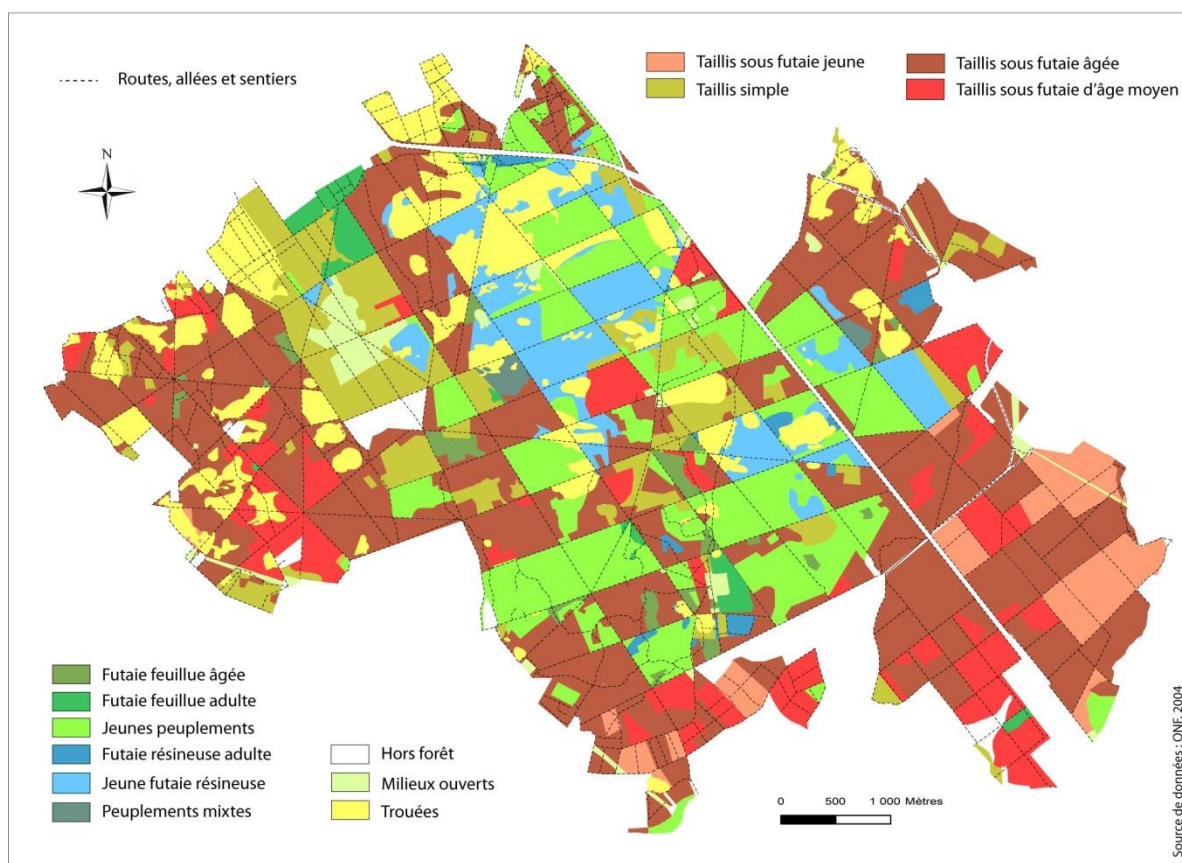 Routes, allées et sentiers
Taillis sous futaie jeune
Taillis simple
Taillis sous futaie âgée
Taillis sous futaie d'âge moyen
N
Futaie feuillue âgée
Futaie feuillue adulte
Jeunes peuplements
Futaie résineuse adulte
Jeune futaie résineuse
Peuplements mixtes
Hors forêt
Milieux ouverts
Trouées
0 500 1 000 Mètres
Source de données : ONF, 2004